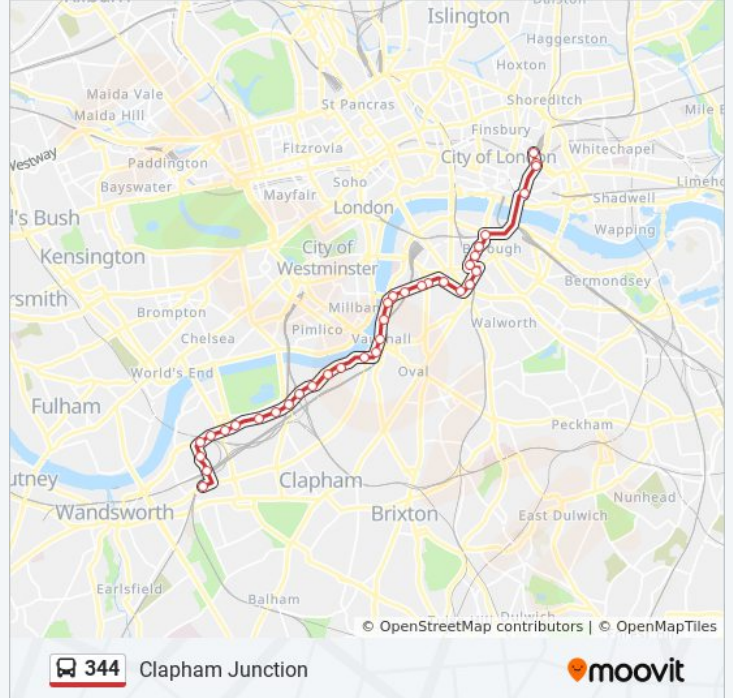 Islington
Haggerston
Hoxton
Maida Vale
Maida Hill
St Pancras
Shoreditch
Mile E
Finsbury
Westway
Fitzrovia
City of London
Whitechapel
Paddington
Bayswater
Soho
Mayfair
Limeho
d's Bush
London
Shadwell
Wapping
Kensington
City of
Westminster
Borough
Bermondsey
rsmith
Brompton
Millban
Pimlico
Vauxhall
Walworth
Chelsea
World's End
Oval
Fulham
Peckham
utney
Clapham
Nunhead
Wandsworth
Brixton
East Dulwich
Earlsfield
Balham
Dulwich
© OpenStreetMap contributors | © OpenMapTiles
344 Clapham Junction
moovit